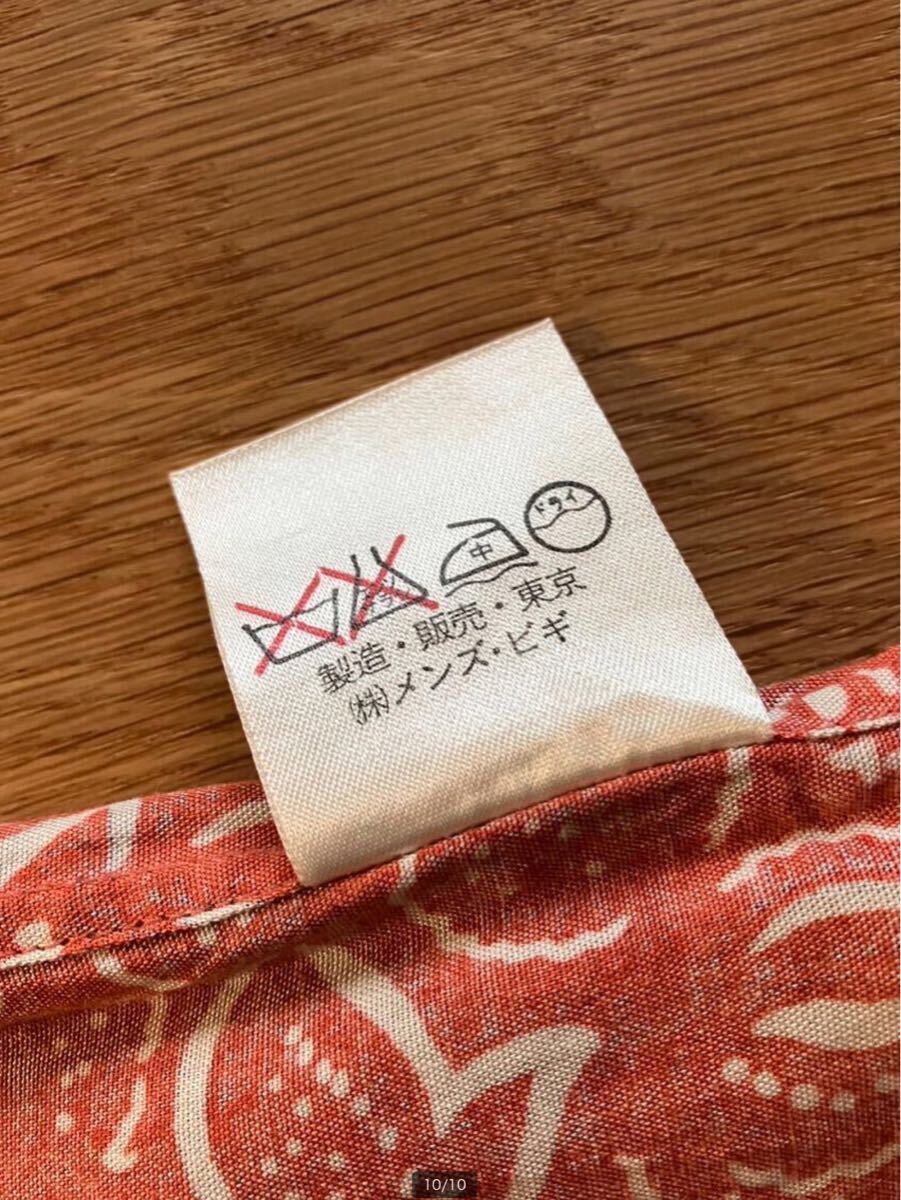 中
ドライ
製造・販売・東京
(株)メンズ・ビギ
10/10